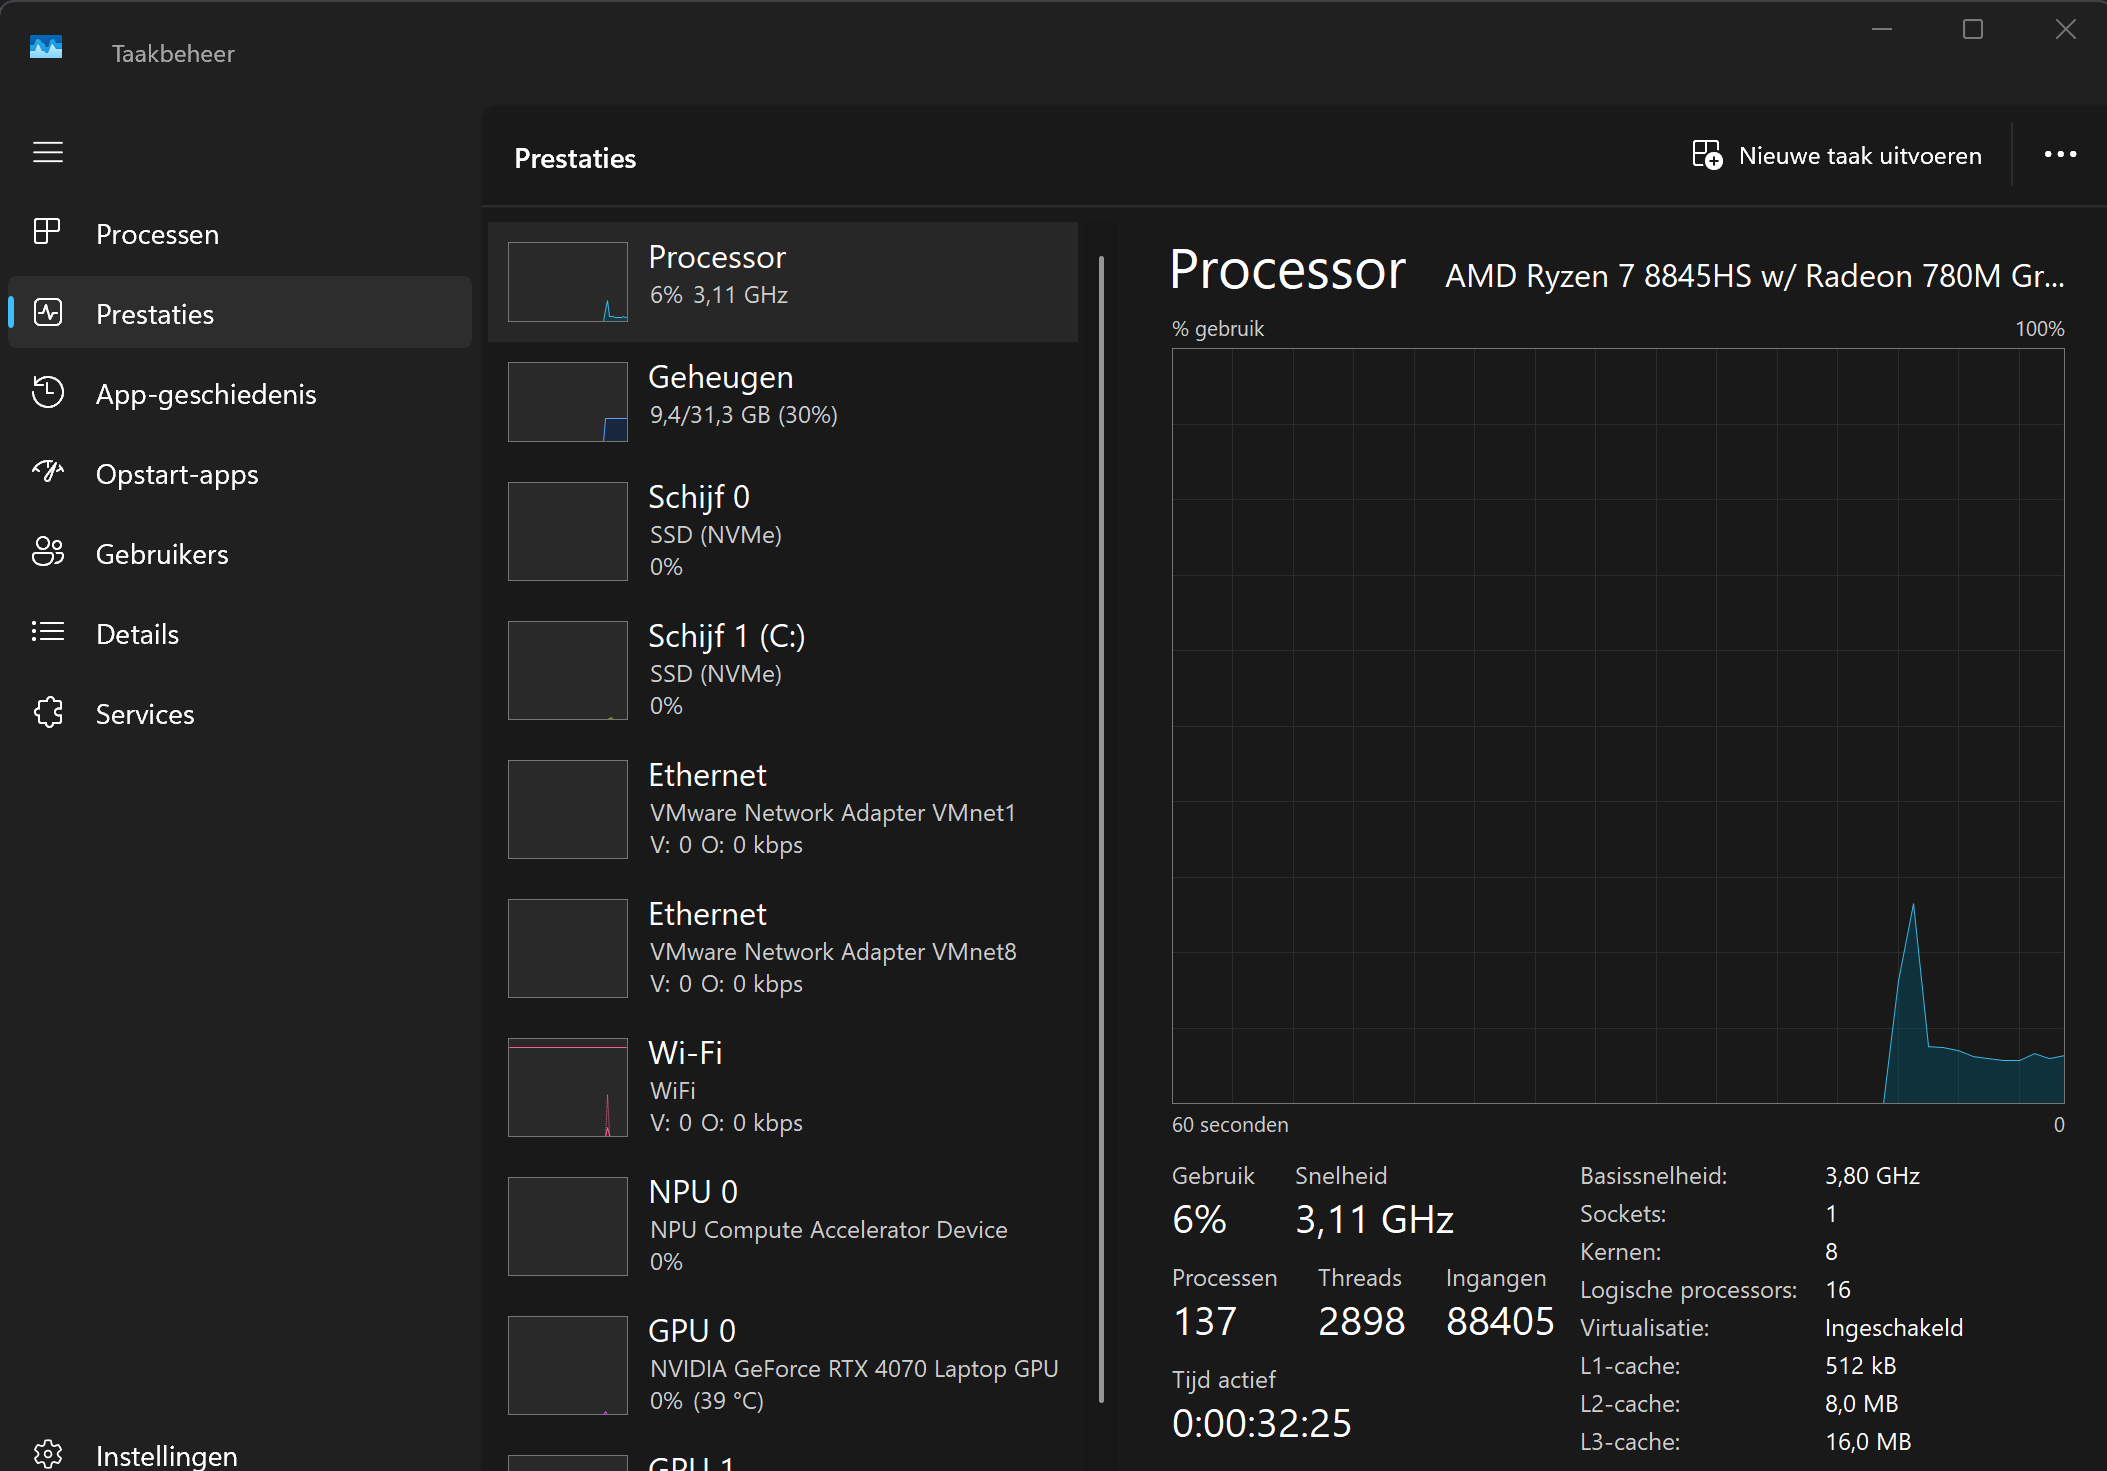 Taakbeheer
Processen
Prestaties
App-geschiedenis
Opstart-apps
Gebruikers
Details
Services
Instellingen
Prestaties
Nieuwe taak uitvoeren
Processor
6% 3,11 GHz
Geheugen
9,4/31,3 GB (30%)
Schijf 0
SSD (NVMe)
0%
Schijf 1 (C:)
SSD (NVMe)
0%
Ethernet
VMware Network Adapter VMnet1
V: 0 O: 0 kbps
Ethernet
VMware Network Adapter VMnet8
V: 0 O: 0 kbps
Wi-Fi
WiFi
V: 0 O: 0 kbps
NPU 0
NPU Compute Accelerator Device
0%
GPU 0
NVIDIA GeForce RTX 4070 Laptop GPU
0% (39 °C)
GPU 1
Processor AMD Ryzen 7 8845HS w/ Radeon 780M Gr...
% gebruik 100%
60 seconden 0
Gebruik Snelheid
6% 3,11 GHz
Processen Threads Ingangen
137 2898 88405
Tijd actief
0:00:32:25
Basissnelheid: 3,80 GHz
Sockets: 1
Kernen: 8
Logische processors: 16
Virtualisatie: Ingeschakeld
L1-cache: 512 kB
L2-cache: 8,0 MB
L3-cache: 16,0 MB